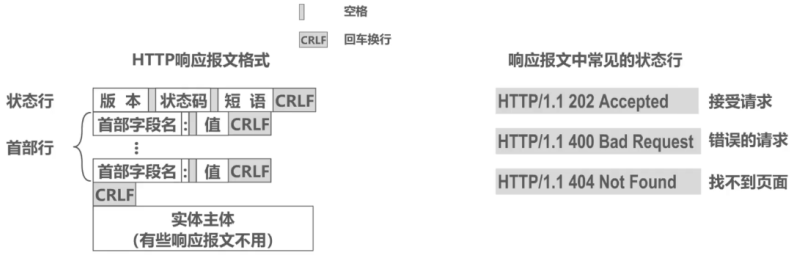 空格
CRLF 回车换行
HTTP响应报文格式
状态行 版本 状态码 短语 CRLF
首部行
首部字段名 : 值 CRLF
⋮
首部字段名 : 值 CRLF
CRLF
实体主体
（有些响应报文不用）
响应报文中常见的状态行
HTTP/1.1 202 Accepted 接受请求
HTTP/1.1 400 Bad Request 错误的请求
HTTP/1.1 404 Not Found 找不到页面